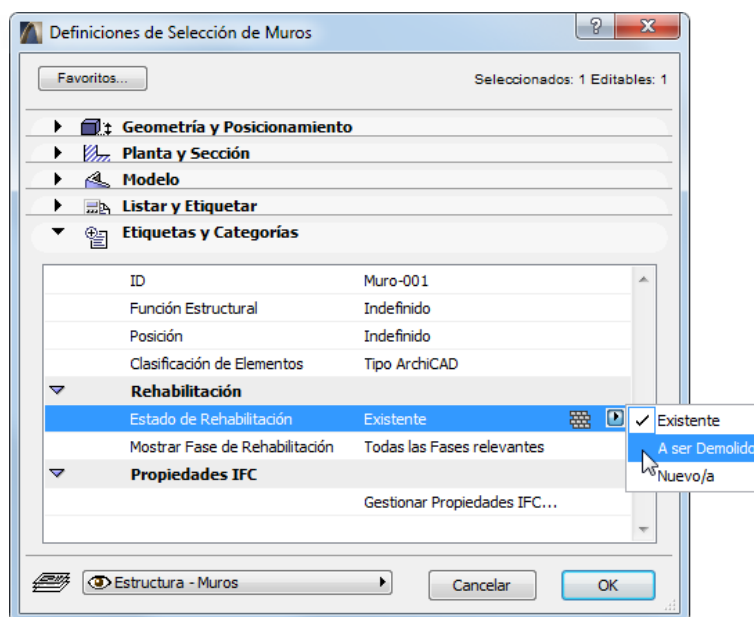 Definiciones de Selección de Muros
Favoritos...
Seleccionados: 1 Editables: 1
Geometría y Posicionamiento
Planta y Sección
Modelo
Listar y Etiquetar
Etiquetas y Categorías
ID Muro-001
Función Estructural Indefinido
Posición Indefinido
Clasificación de Elementos Tipo ArchiCAD
Rehabilitación
Estado de Rehabilitación Existente
Existente
Mostrar Fase de Rehabilitación Todas las Fases relevantes
A ser Demolido
Propiedades IFC
Nuevo/a
Gestionar Propiedades IFC...
Estructura - Muros
Cancelar
OK